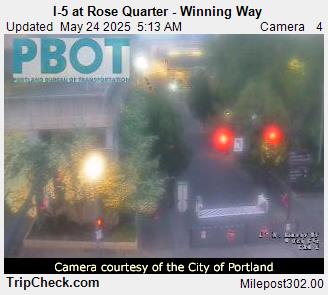 I-5 at Rose Quarter - Winning Way
Updated May 24 2025 5:13 AM Camera 4
PBOT
PORTLAND BUREAU OF TRANSPORTATION
Camera courtesy of the City of Portland
TripCheck.com Milepost302.00